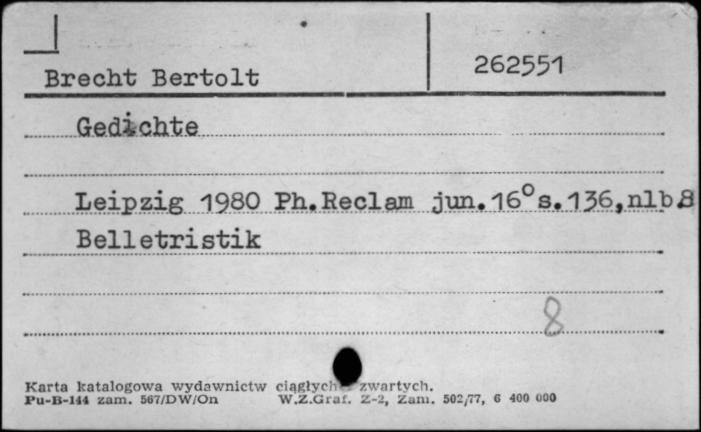 Brecht Bertolt 262551
Gedichte
Leipzig 1980 Ph.Reclam jun.16°s.136,nlb.8
Belletristik
8
Karta katalogowa wydawnictw ciągłych zwartych.
Pu-B-144 zam. 567/DW/On W.Z.Graf. Z-2, Zam. 502/77, 6 400 000